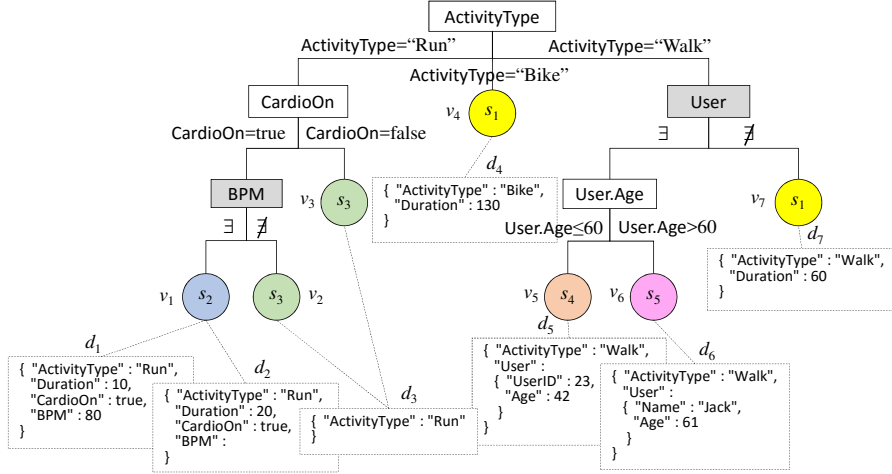 ActivityType
ActivityType="Run"
ActivityType="Walk"
ActivityType="Bike"
CardioOn
v4
s1
User
CardioOn=true
CardioOn=false
∃
∄
d4
BPM
v3
s3
{ "ActivityType" : "Bike",
"Duration" : 130
}
User.Age
v7
s1
∃
∄
User.Age≤60
User.Age>60
d7
{ "ActivityType" : "Walk",
"Duration" : 60
}
v1
s2
s3
v2
v5
s4
v6
s5
d1
d2
d3
d5
d6
{ "ActivityType" : "Run",
"Duration" : 10,
"CardioOn" : true,
"BPM" : 80
}
{ "ActivityType" : "Run",
"Duration" : 20,
"CardioOn" : true,
"BPM" :
}
{ "ActivityType" : "Run"
}
{ "ActivityType" : "Walk",
"User" :
{ "UserID" : 23,
"Age" : 42
}
}
{ "ActivityType" : "Walk",
"User" :
{ "Name" : "Jack",
"Age" : 61
}
}